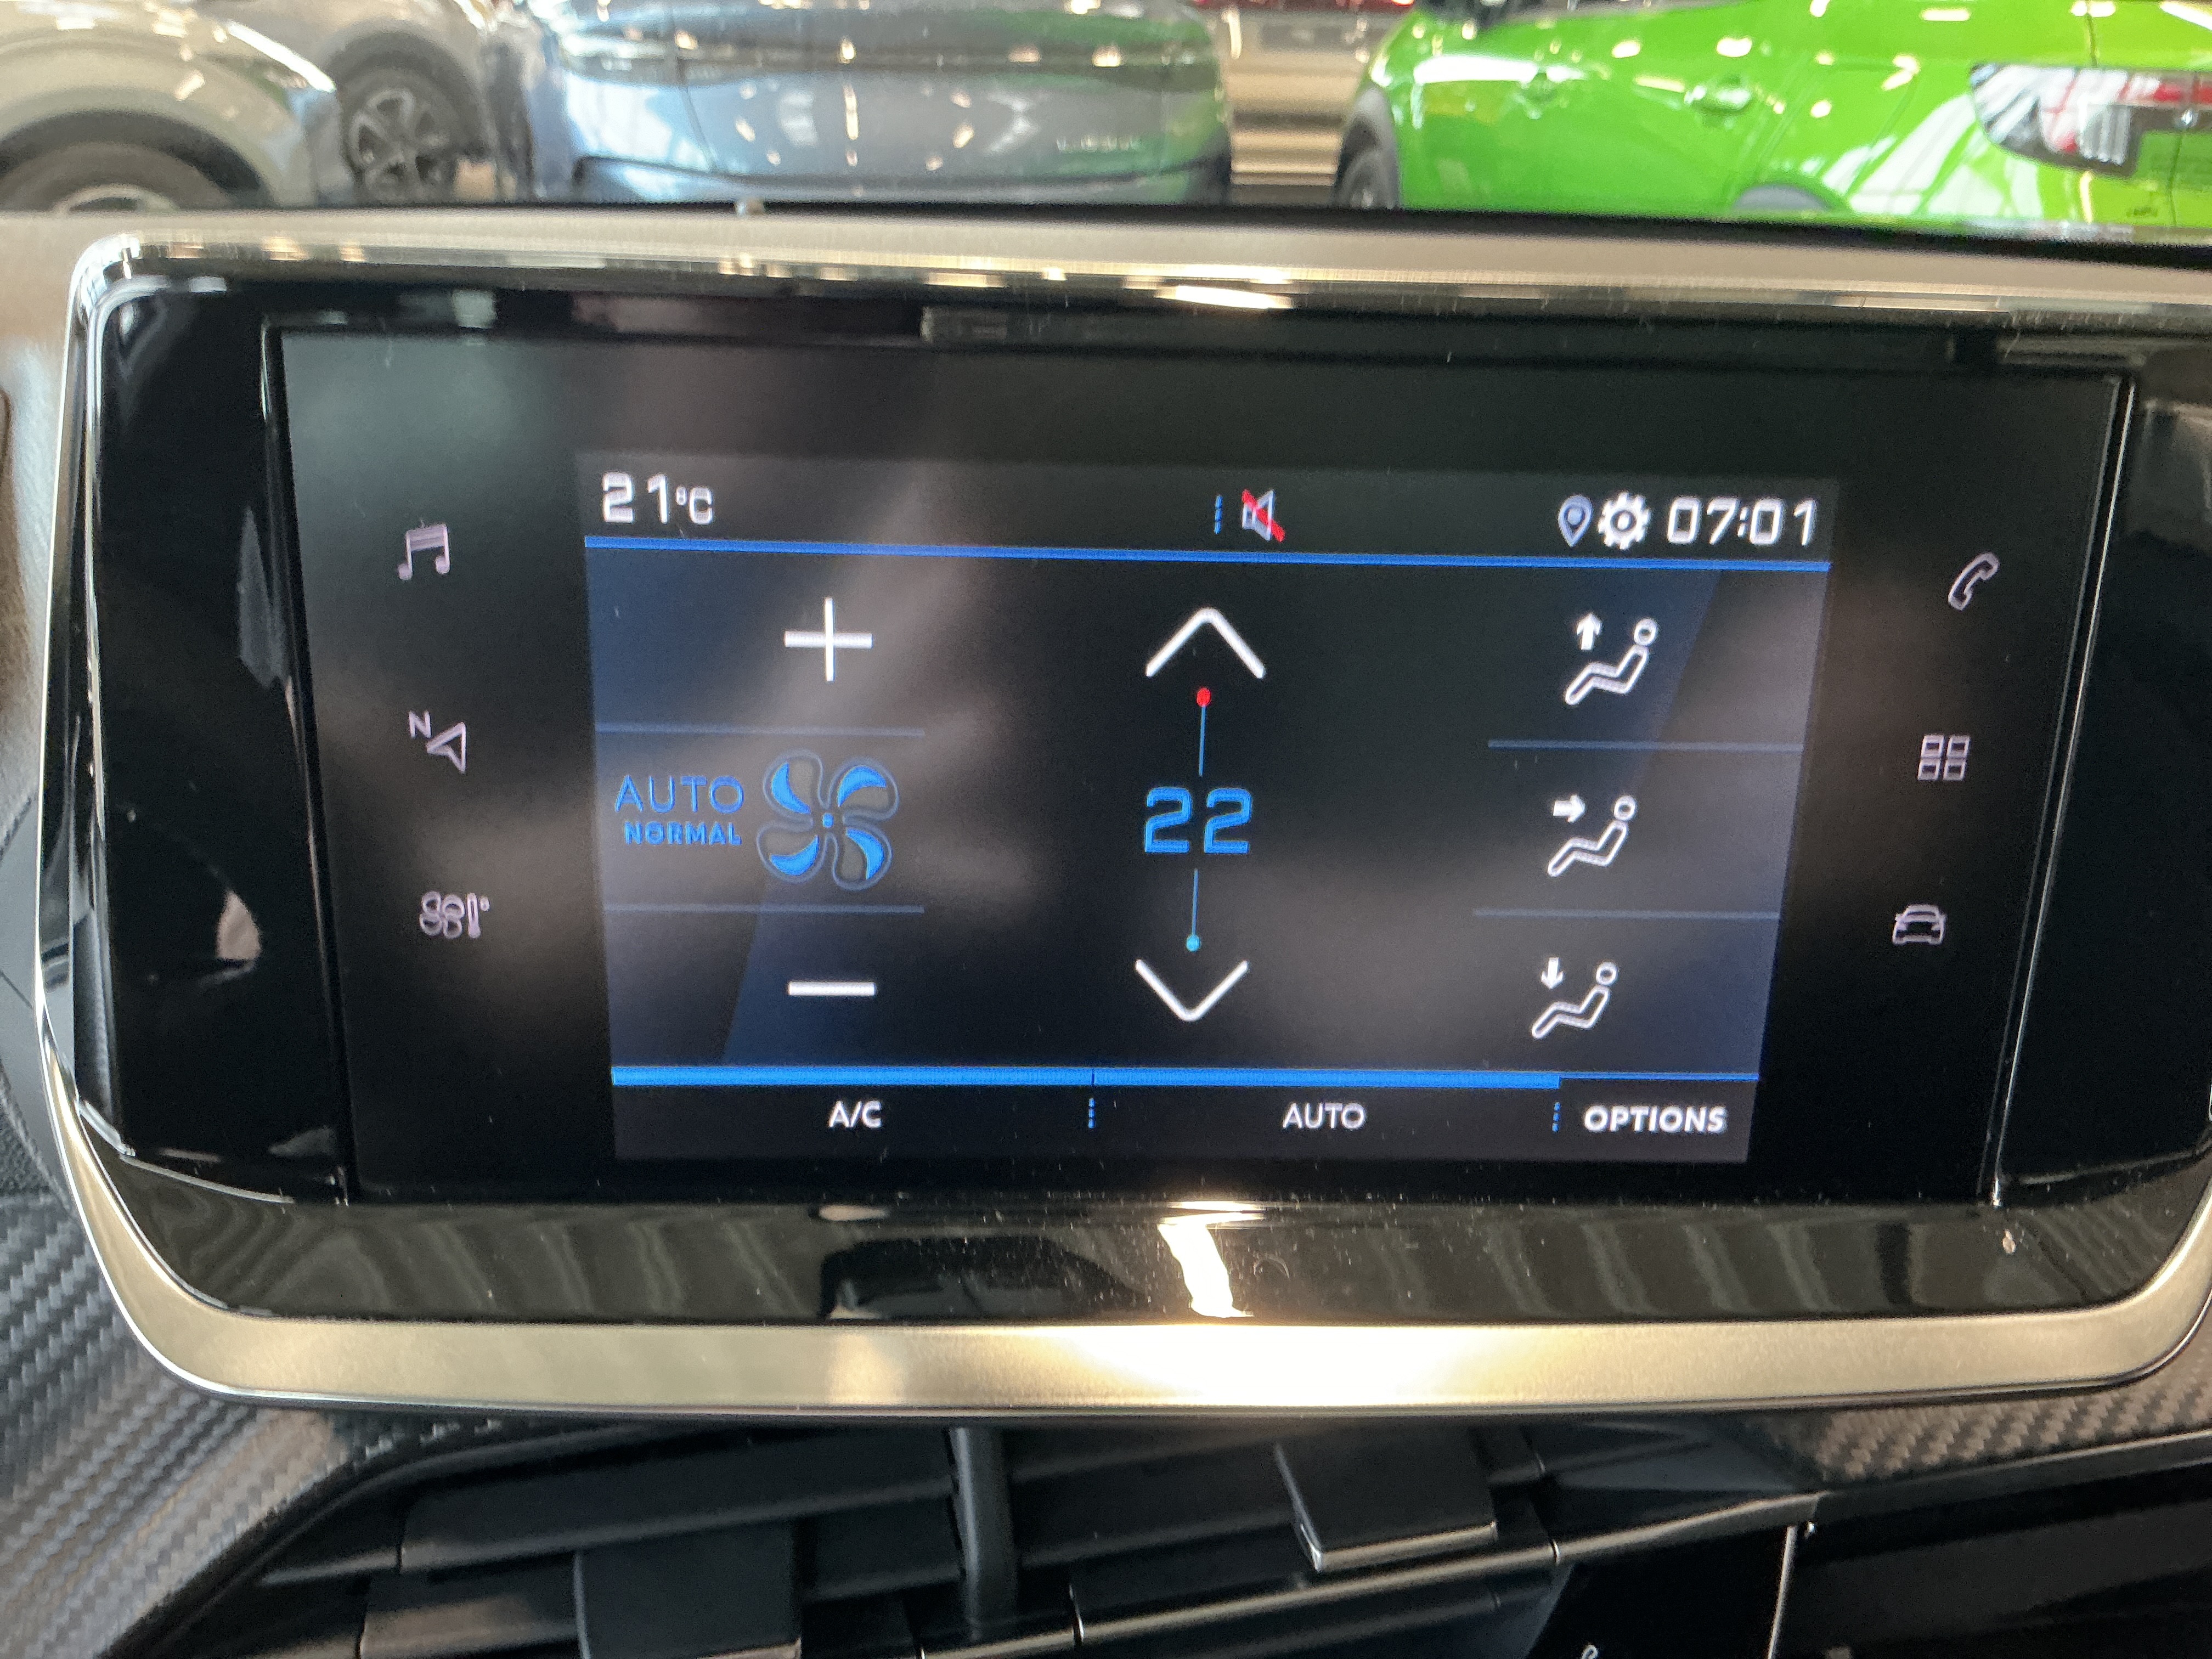 21°C 07:01
N
AUTO
NORMAL
22
A/C AUTO OPTIONS